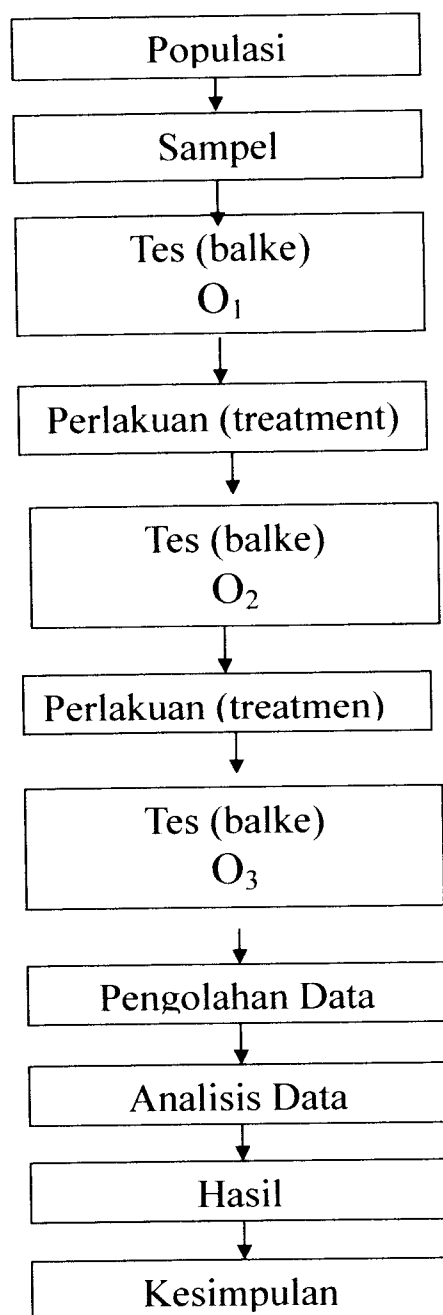 Populasi
Sampel
Tes (balke)
O₁
Perlakuan (treatment)
Tes (balke)
O₂
Perlakuan (treatmen)
Tes (balke)
O₃
Pengolahan Data
Analisis Data
Hasil
Kesimpulan